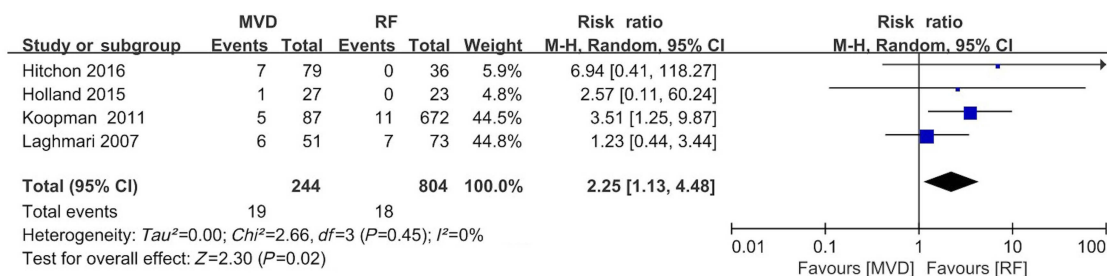 MVD RF Risk ratio Risk ratio
Study or subgroup Events Total Events Total Weight M-H, Random, 95% CI M-H, Random, 95% CI
Hitchon 2016 7 79 0 36 5.9% 6.94 [0.41, 118.27]
Holland 2015 1 27 0 23 4.8% 2.57 [0.11, 60.24]
Koopman 2011 5 87 11 672 44.5% 3.51 [1.25, 9.87]
Laghmari 2007 6 51 7 73 44.8% 1.23 [0.44, 3.44]
Total (95% CI) 244 804 100.0% 2.25 [1.13, 4.48]
Total events 19 18
Heterogeneity: Tau²=0.00; Chi²=2.66, df=3 (P=0.45); I²=0%
Test for overall effect: Z=2.30 (P=0.02)
0.01 0.1 1 10 100
Favours [MVD] Favours [RF]